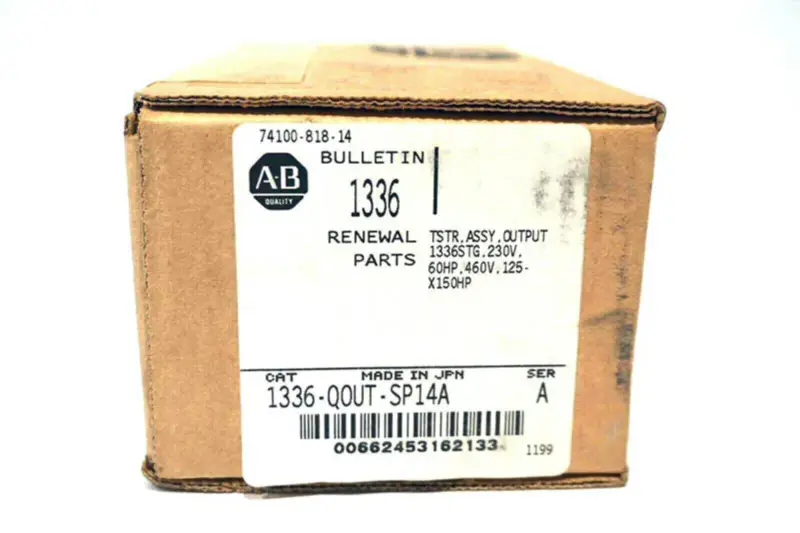 74100-818-14
A-B
QUALITY
BULLETIN
1336
RENEWAL
PARTS
TSTR,ASSY,OUTPUT
1336STG,230V,
60HP,460V,125-
X150HP
CAT MADE IN JPN SER
1336-QOUT-SP14A A
00662453162133
1199